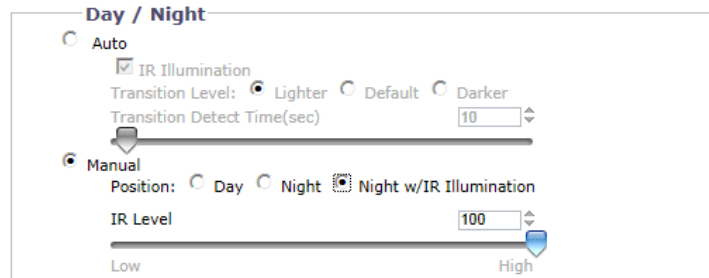 Day / Night
Auto
IR Illumination
Transition Level: Lighter Default Darker
Transition Detect Time(sec) 10
Manual
Position: Day Night Night w/IR Illumination
IR Level 100
Low High